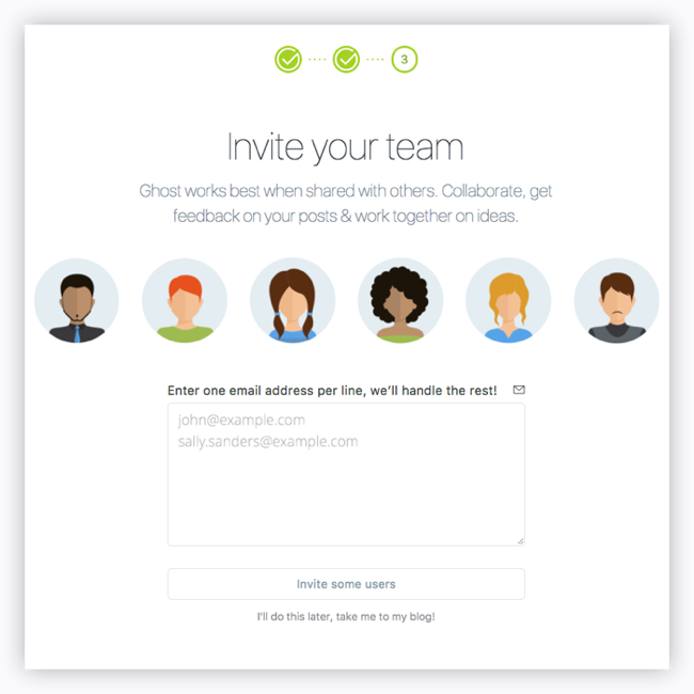 3
Invite your team
Ghost works best when shared with others. Collaborate, get
feedback on your posts & work together on ideas.
Enter one email address per line, we'll handle the rest!
john@example.com
sally.sanders@example.com
Invite some users
I'll do this later, take me to my blog!